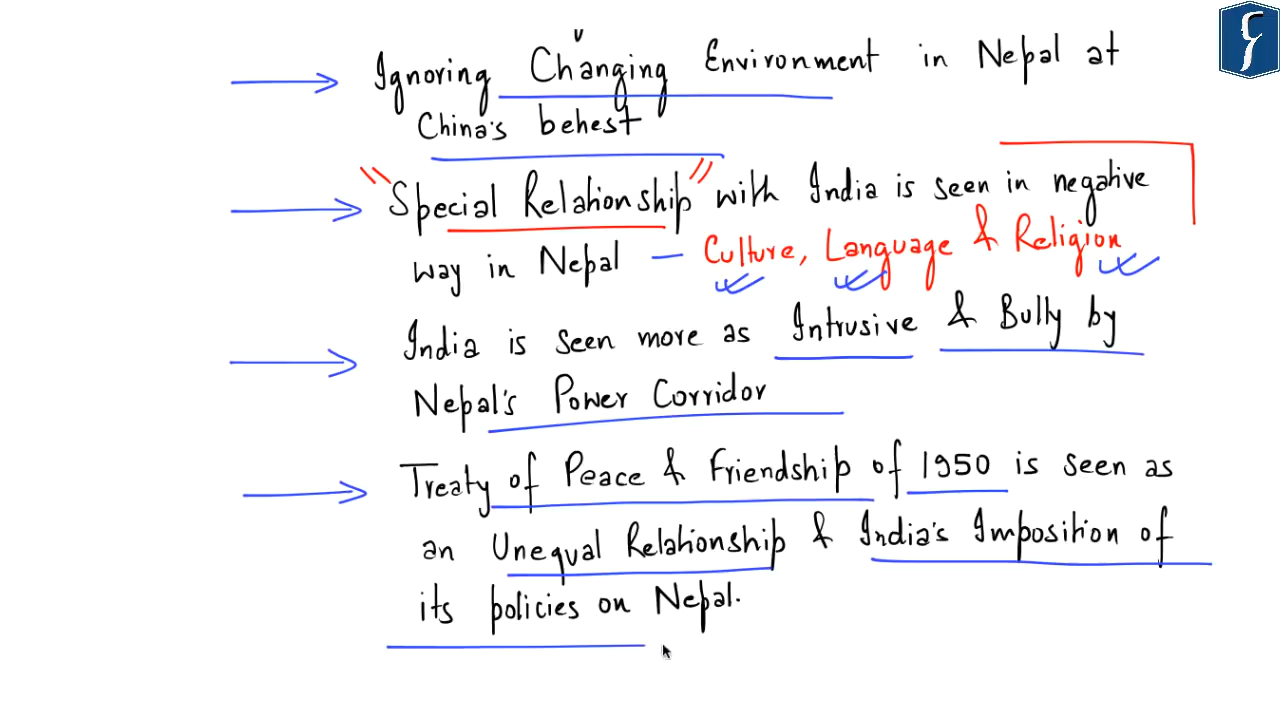 Ignoring Changing Environment in Nepal at
China's behest
"Special Relationship" with India is seen in negative
way in Nepal — Culture, Language & Religion
India is seen more as Intrusive & Bully by
Nepal's Power Corridor
Treaty of Peace & Friendship of 1950 is seen as
an Unequal Relationship & India's Imposition of
its policies on Nepal.